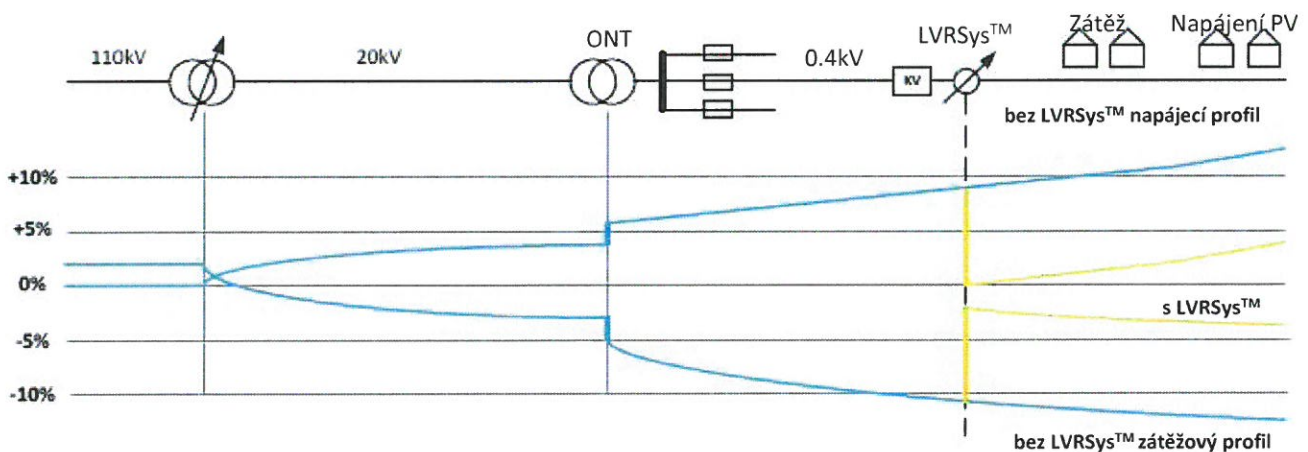 110kV
20kV
ONT
0.4kV
KV
LVRSys™
Zátěž
Napájení PV
bez LVRSys™ napájecí profil
+10%
+5%
0%
s LVRSys™
-5%
-10%
bez LVRSys™ zátěžový profil